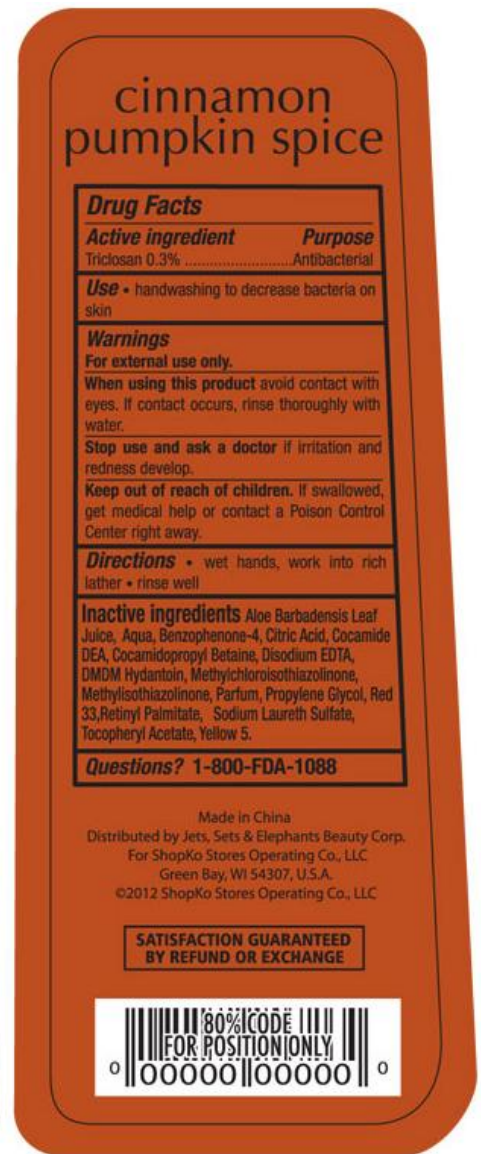 cinnamon
pumpkin spice
Drug Facts
Active ingredient Purpose
Triclosan 0.3% ..........................Antibacterial
Use • handwashing to decrease bacteria on
skin
Warnings
For external use only.
When using this product avoid contact with
eyes. If contact occurs, rinse thoroughly with
water.
Stop use and ask a doctor if irritation and
redness develop.
Keep out of reach of children. If swallowed,
get medical help or contact a Poison Control
Center right away.
Directions • wet hands, work into rich
lather • rinse well
Inactive ingredients Aloe Barbadensis Leaf
Juice, Aqua, Benzophenone-4, Citric Acid, Cocamide
DEA, Cocamidopropyl Betaine, Disodium EDTA,
DMDM Hydantoin, Methylchloroisothiazolinone,
Methylisothiazolinone, Parfum, Propylene Glycol, Red
33,Retinyl Palmitate, Sodium Laureth Sulfate,
Tocopheryl Acetate, Yellow 5.
Questions? 1-800-FDA-1088
Made in China
Distributed by Jets, Sets & Elephants Beauty Corp.
For ShopKo Stores Operating Co., LLC
Green Bay, WI 54307, U.S.A.
©2012 ShopKo Stores Operating Co., LLC
SATISFACTION GUARANTEED
BY REFUND OR EXCHANGE
80% CODE
FOR POSITION ONLY
0 00000 00000 0